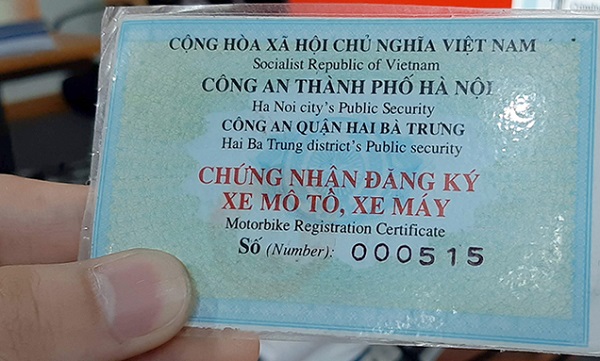 CỘNG HÒA XÃ HỘI CHỦ NGHĨA VIỆT NAM
Socialist Republic of Vietnam
CÔNG AN THÀNH PHỐ HÀ NỘI
Ha Noi city's Public Security
CÔNG AN QUẬN HAI BÀ TRƯNG
Hai Ba Trung district's Public security
CHỨNG NHẬN ĐĂNG KÝ
XE MÔ TÔ, XE MÁY
Motorbike Registration Certificate
Số (Number): 000515